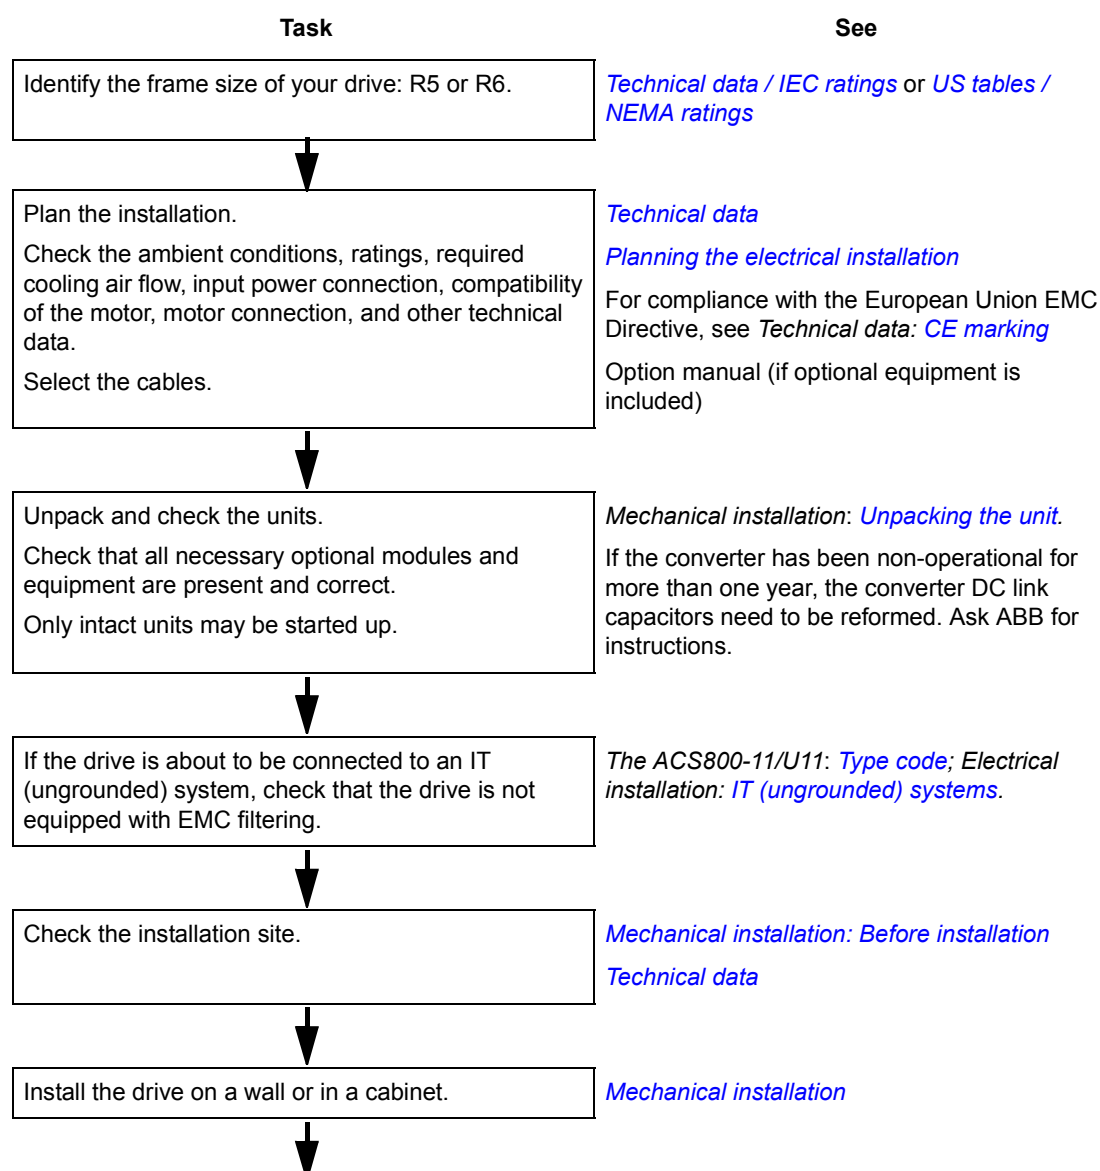 Task See
Identify the frame size of your drive: R5 or R6.
Technical data / IEC ratings or US tables /
NEMA ratings
Plan the installation.
Check the ambient conditions, ratings, required
cooling air flow, input power connection, compatibility
of the motor, motor connection, and other technical
data.
Select the cables.
Technical data
Planning the electrical installation
For compliance with the European Union EMC
Directive, see Technical data: CE marking
Option manual (if optional equipment is
included)
Unpack and check the units.
Check that all necessary optional modules and
equipment are present and correct.
Only intact units may be started up.
Mechanical installation: Unpacking the unit.
If the converter has been non-operational for
more than one year, the converter DC link
capacitors need to be reformed. Ask ABB for
instructions.
If the drive is about to be connected to an IT
(ungrounded) system, check that the drive is not
equipped with EMC filtering.
The ACS800-11/U11: Type code; Electrical
installation: IT (ungrounded) systems.
Check the installation site.
Mechanical installation: Before installation
Technical data
Install the drive on a wall or in a cabinet.
Mechanical installation